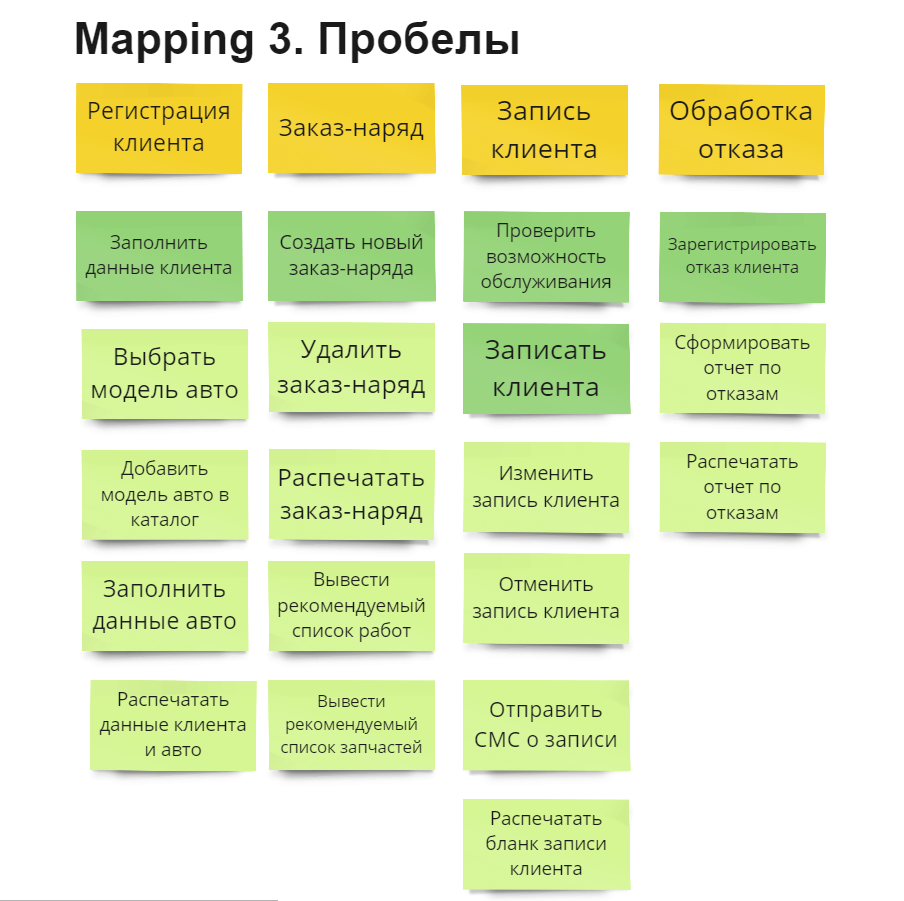 Mapping 3. Пробелы
Регистрация
клиента
Заказ-наряд
Запись
клиента
Обработка
отказа
Заполнить
данные клиента
Создать новый
заказ-наряда
Проверить
возможность
обслуживания
Зарегистрировать
отказ клиента
Выбрать
модель авто
Удалить
заказ-наряд
Записать
клиента
Сформировать
отчет по
отказам
Добавить
модель авто в
каталог
Распечатать
заказ-наряд
Изменить
запись клиента
Распечатать
отчет по
отказам
Заполнить
данные авто
Вывести
рекомендуемый
список работ
Отменить
запись клиента
Распечатать
данные клиента
и авто
Вывести
рекомендуемый
список запчастей
Отправить
СМС о записи
Распечатать
бланк записи
клиента